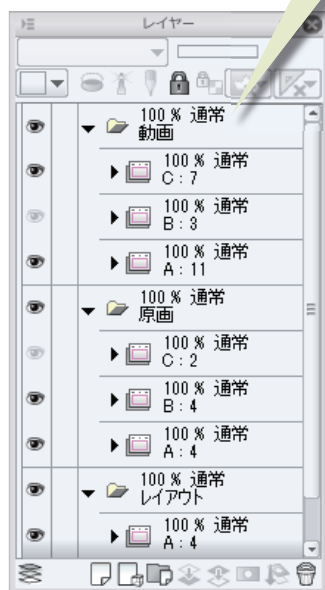 レイヤー
100 % 通常
動画
100 % 通常
C : 7
100 % 通常
B : 3
100 % 通常
A : 11
100 % 通常
原画
100 % 通常
C : 2
100 % 通常
B : 4
100 % 通常
A : 4
100 % 通常
レイアウト
100 % 通常
A : 4